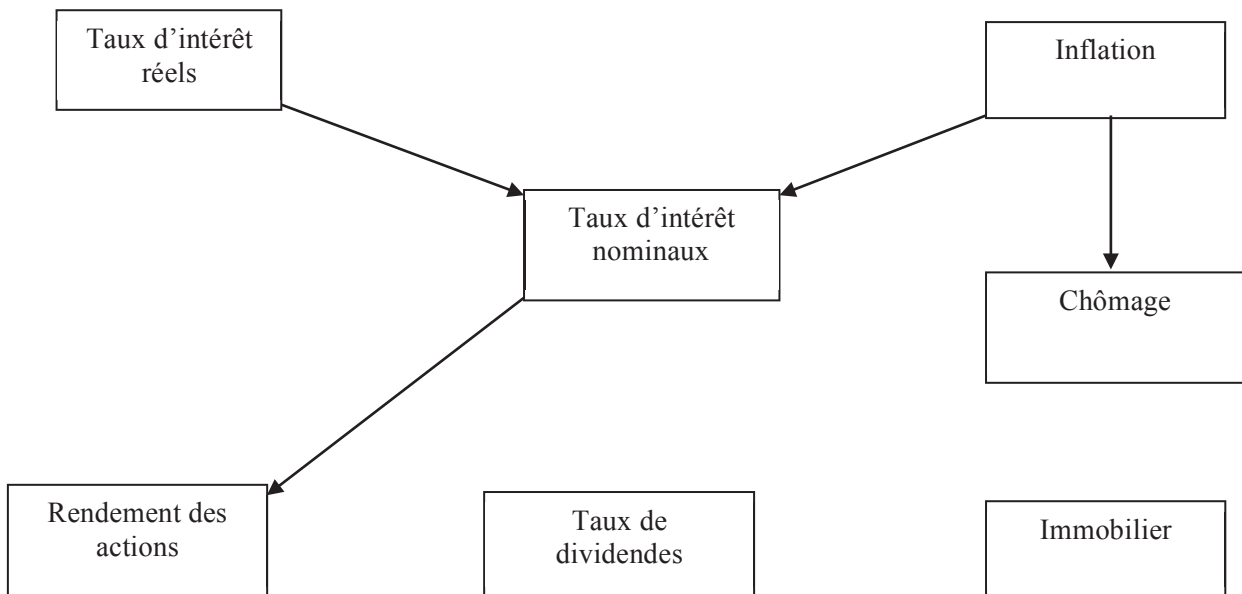 Taux d’intérêt
réels
Inflation
Taux d’intérêt
nominaux
Chômage
Rendement des
actions
Taux de
dividendes
Immobilier